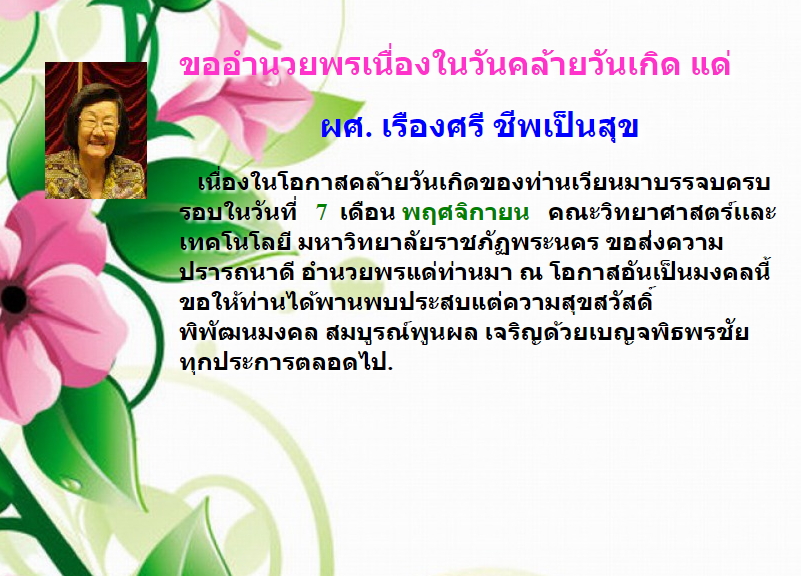 ขออำนวยพรเนื่องในวันคล้ายวันเกิด แด่
ผศ. เรืองศรี ชีพเป็นสุข
เนื่องในโอกาสคล้ายวันเกิดของท่านเวียนมาบรรจบครบ
รอบในวันที่ 7 เดือน พฤศจิกายน คณะวิทยาศาสตร์และ
เทคโนโลยี มหาวิทยาลัยราชภัฏพระนคร ขอส่งความ
ปรารถนาดี อำนวยพรแด่ท่านมา ณ โอกาสอันเป็นมงคลนี้
ขอให้ท่านได้พานพบประสบแต่ความสุขสวัสดิ์
พิพัฒนมงคล สมบูรณ์พูนผล เจริญด้วยเบญจพิธพรชัย
ทุกประการตลอดไป.